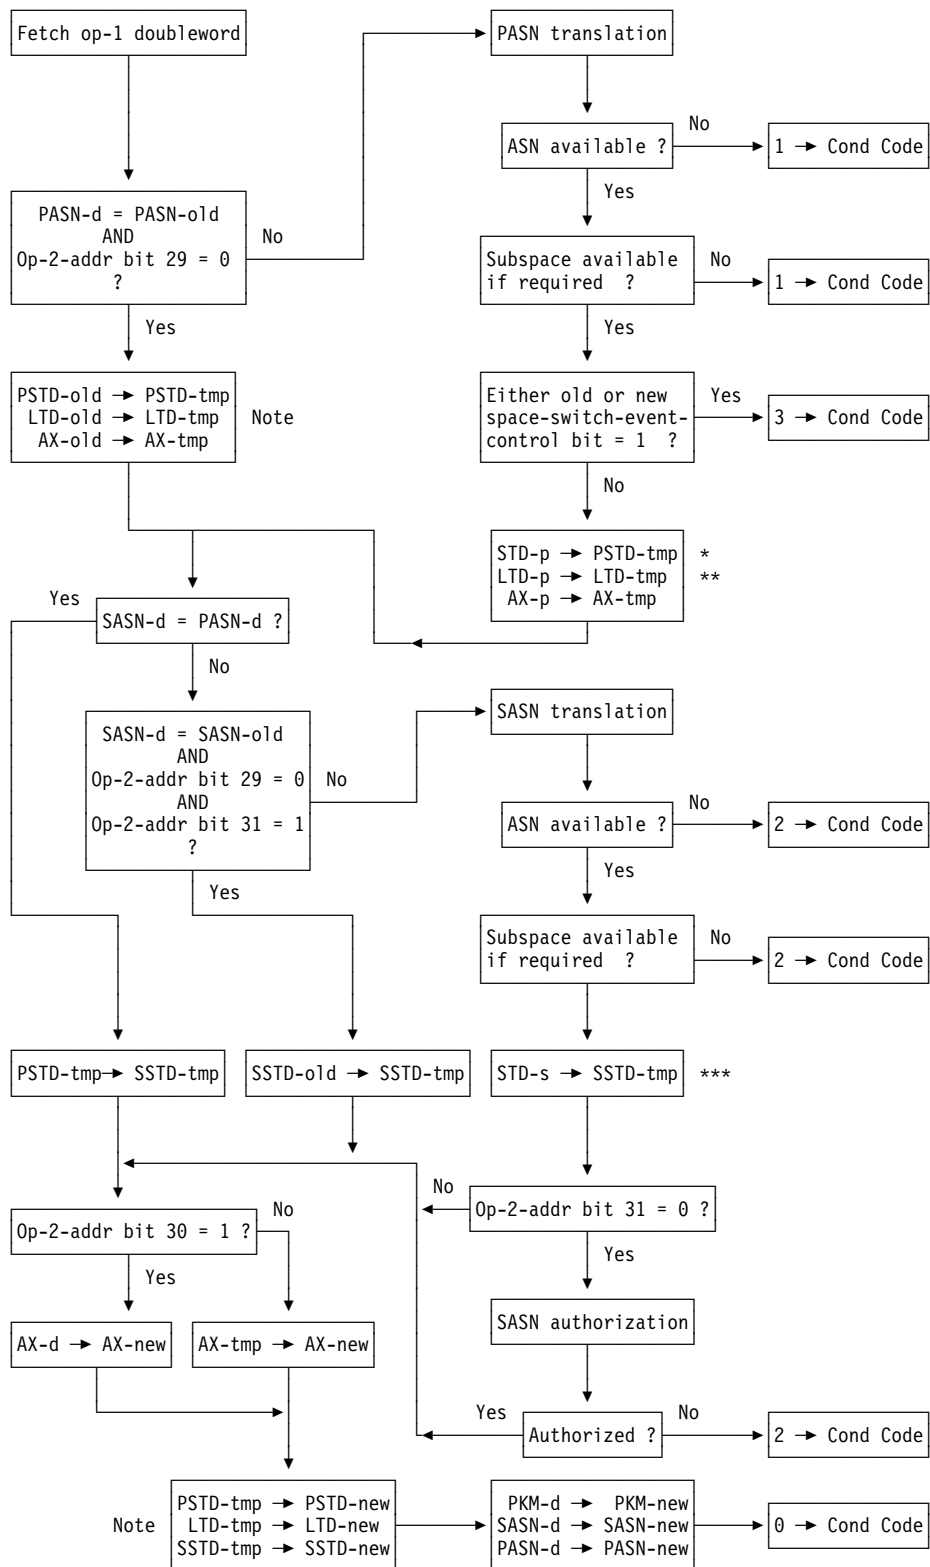 Fetch op-1 doubleword
PASN translation
ASN available ?
No
1 → Cond Code
Yes
PASN-d = PASN-old
AND
Op-2-addr bit 29 = 0
?
No
Yes
Subspace available
if required ?
No
1 → Cond Code
Yes
PSTD-old → PSTD-tmp
LTD-old → LTD-tmp
AX-old → AX-tmp
Note
Either old or new
space-switch-event-
control bit = 1 ?
Yes
3 → Cond Code
No
STD-p → PSTD-tmp *
LTD-p → LTD-tmp **
AX-p → AX-tmp
Yes
SASN-d = PASN-d ?
No
SASN translation
SASN-d = SASN-old
AND
Op-2-addr bit 29 = 0
AND
Op-2-addr bit 31 = 1
?
No
Yes
ASN available ?
No
2 → Cond Code
Yes
Subspace available
if required ?
No
2 → Cond Code
PSTD-tmp → SSTD-tmp
SSTD-old → SSTD-tmp
STD-s → SSTD-tmp ***
No
Op-2-addr bit 31 = 0 ?
Yes
Op-2-addr bit 30 = 1 ?
No
Yes
SASN authorization
AX-d → AX-new
AX-tmp → AX-new
Yes
Authorized ?
No
2 → Cond Code
Note
PSTD-tmp → PSTD-new
LTD-tmp → LTD-new
SSTD-tmp → SSTD-new
PKM-d → PKM-new
SASN-d → SASN-new
PASN-d → PASN-new
0 → Cond Code